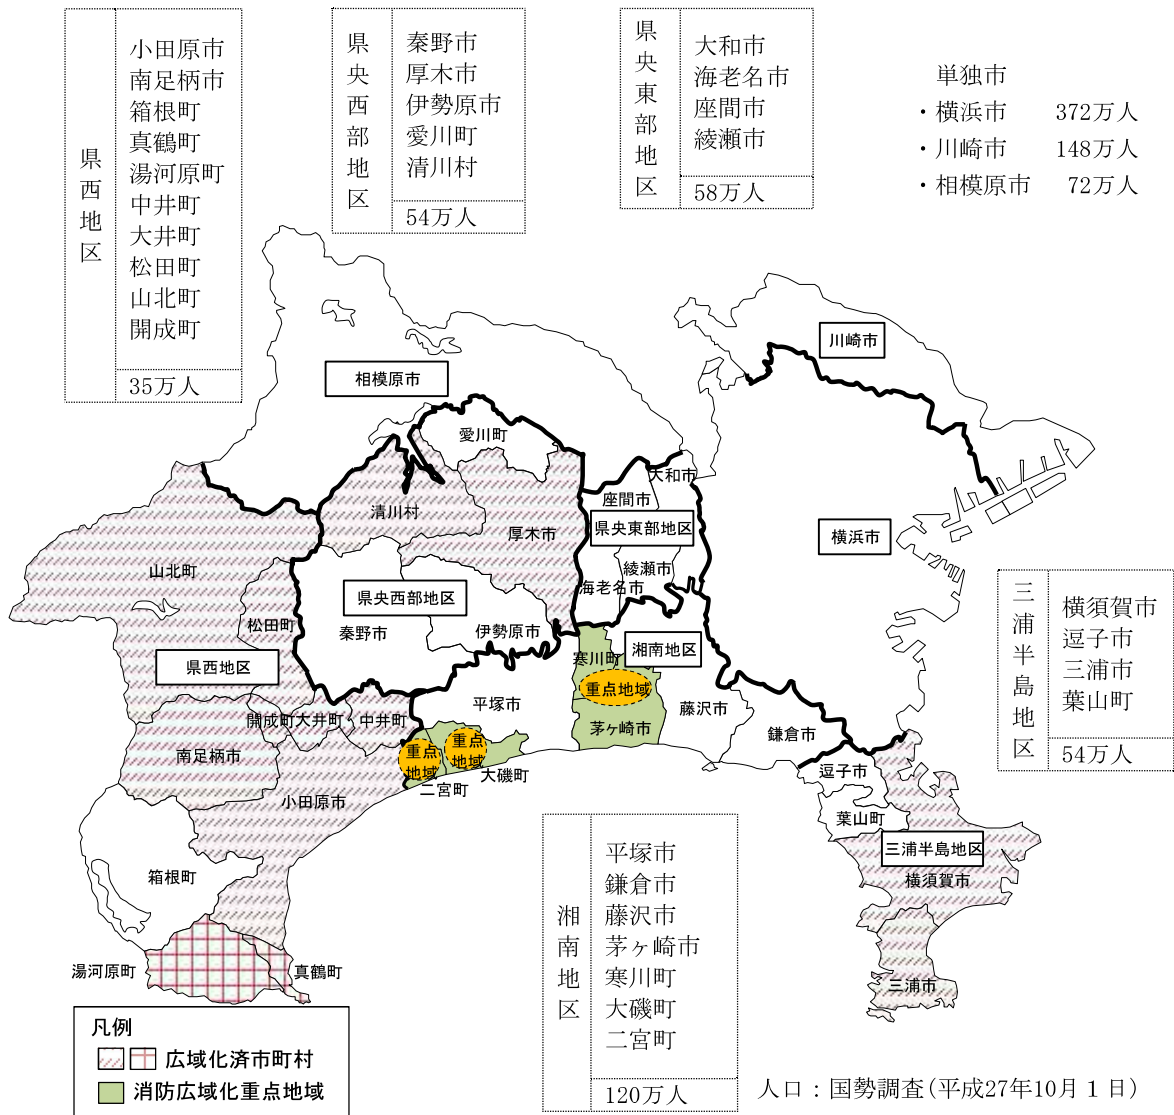 県西地区
小田原市
南足柄市
箱根町
真鶴町
湯河原町
中井町
大井町
松田町
山北町
開成町
35万人
県央西部地区
秦野市
厚木市
伊勢原市
愛川町
清川村
54万人
県央東部地区
大和市
海老名市
座間市
綾瀬市
58万人
単独市
・横浜市 372万人
・川崎市 148万人
・相模原市 72万人
川崎市
相模原市
愛川町
大和市
座間市
清川村
県央東部地区
厚木市
横浜市
山北町
綾瀬市
海老名市
県央西部地区
松田町
秦野市
伊勢原市
湘南地区
寒川町
県西地区
重点地域
平塚市
藤沢市
開成町
大井町
中井町
茅ヶ崎市
鎌倉市
南足柄市
重点
地域
重点
地域
大磯町
二宮町
逗子市
小田原市
葉山町
三浦半島地区
箱根町
横須賀市
湯河原町
真鶴町
三浦市
三浦半島地区
横須賀市
逗子市
三浦市
葉山町
54万人
湘南地区
平塚市
鎌倉市
藤沢市
茅ヶ崎市
寒川町
大磯町
二宮町
120万人
凡例
広域化済市町村
消防広域化重点地域
人口：国勢調査(平成27年10月１日)